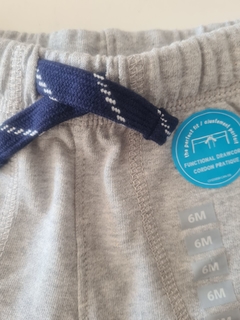 the perfect fit / ajustement parfait
FUNCTIONAL DRAWCORD
CORDON PRATIQUE
6M
6M
6M
6M